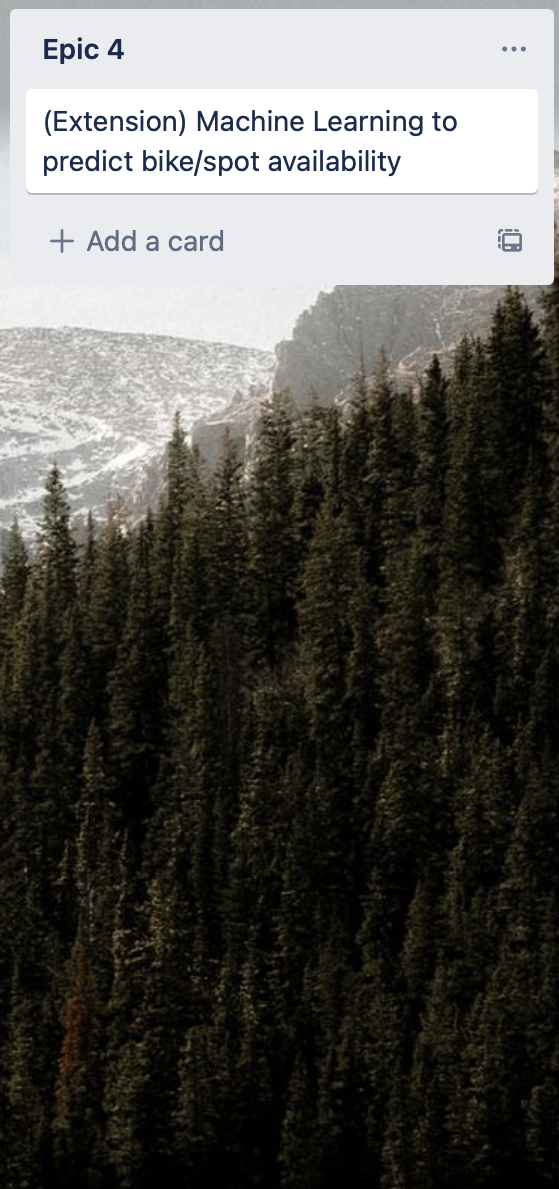 Epic 4
(Extension) Machine Learning to
predict bike/spot availability
Add a card